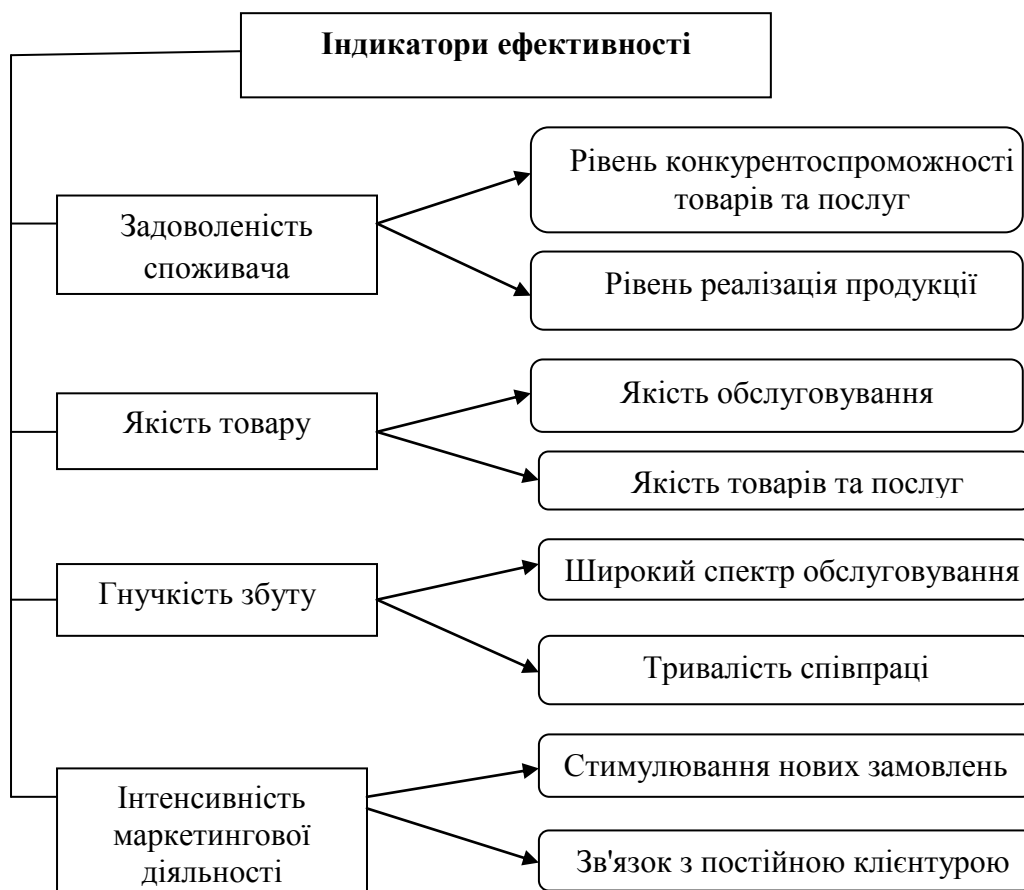 Індикатори ефективності
Рівень конкурентоспроможності
товарів та послуг
Задоволеність
споживача
Рівень реалізація продукції
Якість обслуговування
Якість товару
Якість товарів та послуг
Широкий спектр обслуговування
Гнучкість збуту
Тривалість співпраці
Стимулювання нових замовлень
Інтенсивність
маркетингової
діяльності
Зв'язок з постійною клієнтурою